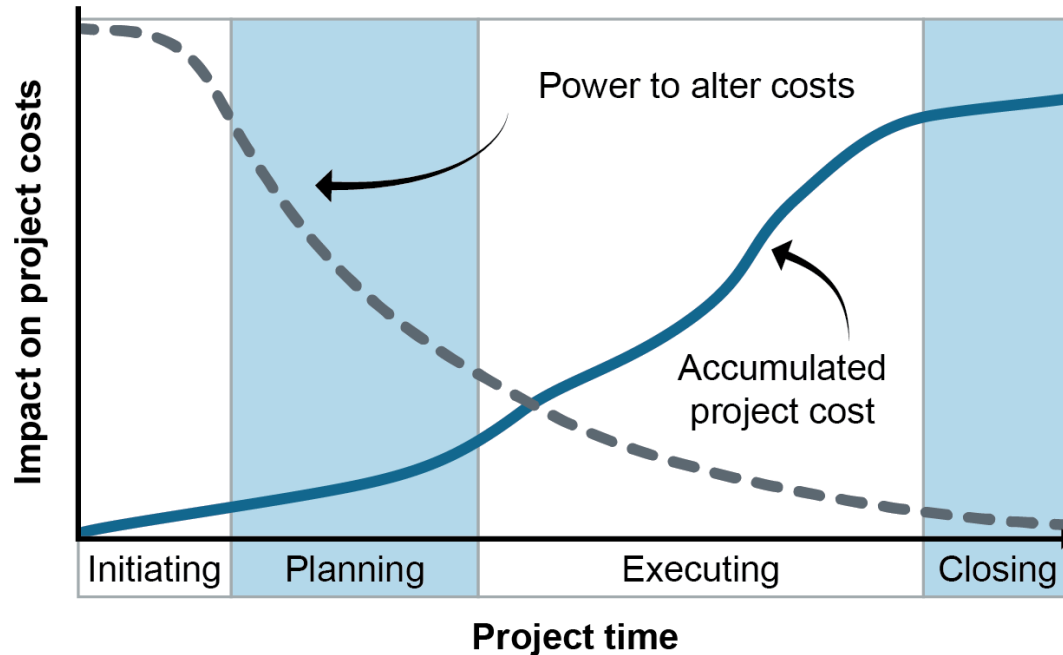 Impact on project costs
Power to alter costs
Accumulated
project cost
Initiating
Planning
Executing
Closing
Project time